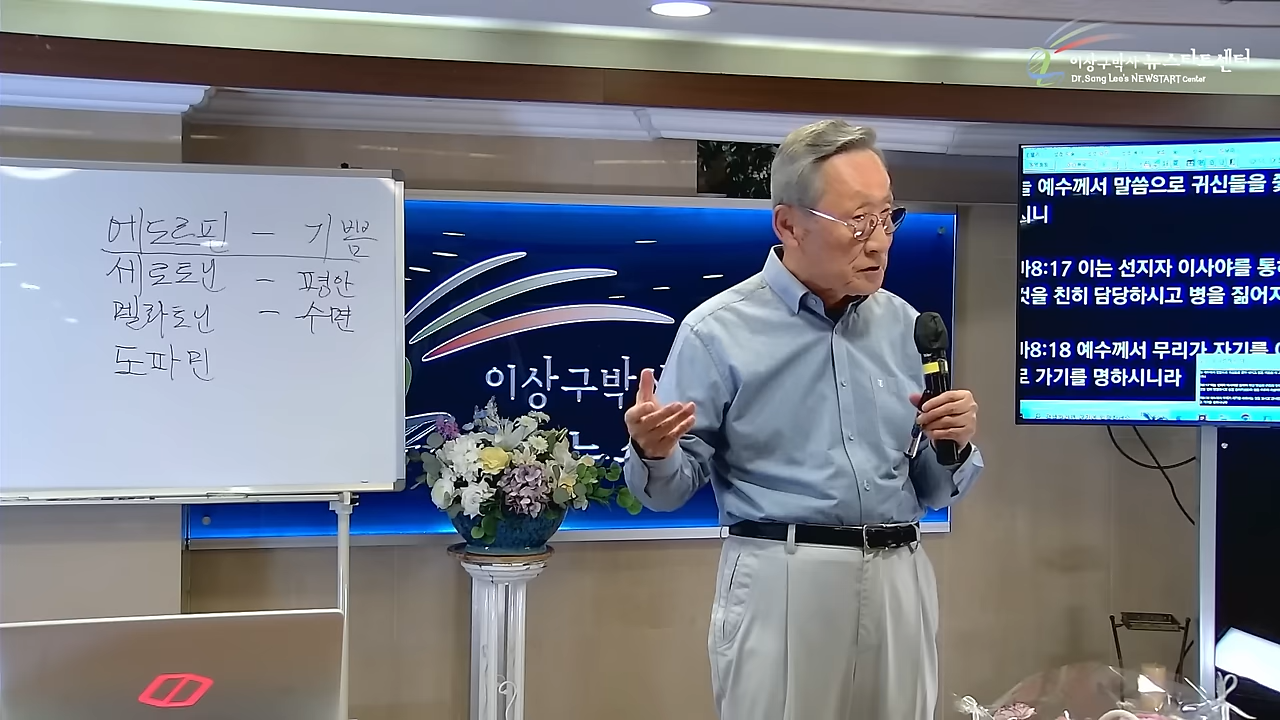 이상구박사 뉴스타트센터
Dr. Sang Lee's NEWSTART Center
에도르핀 - 기쁨
세로토닌 - 평안
멜라토닌 - 수면
도파민
이상구박
예수께서 말씀으로 귀신들을
시니
8:17 이는 선지자 이사야를
것을 친히 담당하시고 병을 짊어지
8:18 예수께서 무리가 자기를
로 가기를 명하시니라